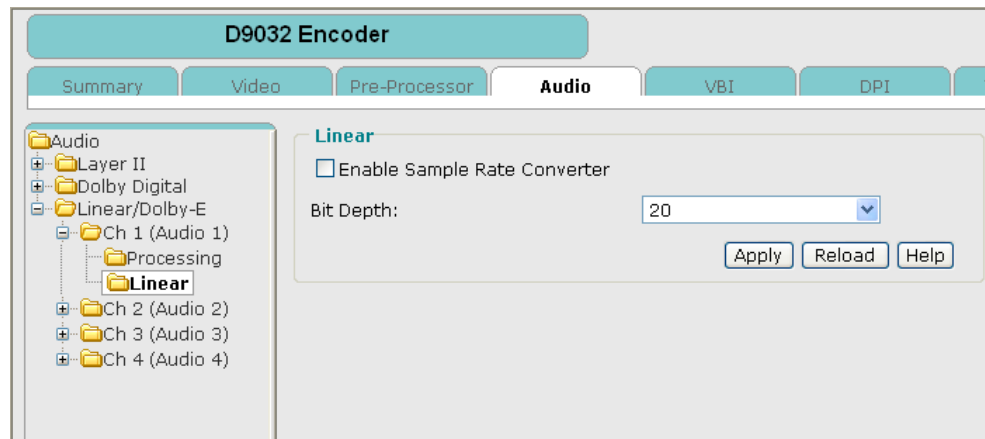 D9032 Encoder
Summary Video Pre-Processor Audio VBI DPI
Audio
Layer II
Dolby Digital
Linear/Dolby-E
Ch 1 (Audio 1)
Processing
Linear
Ch 2 (Audio 2)
Ch 3 (Audio 3)
Ch 4 (Audio 4)
Linear
Enable Sample Rate Converter
Bit Depth: 20
Apply Reload Help